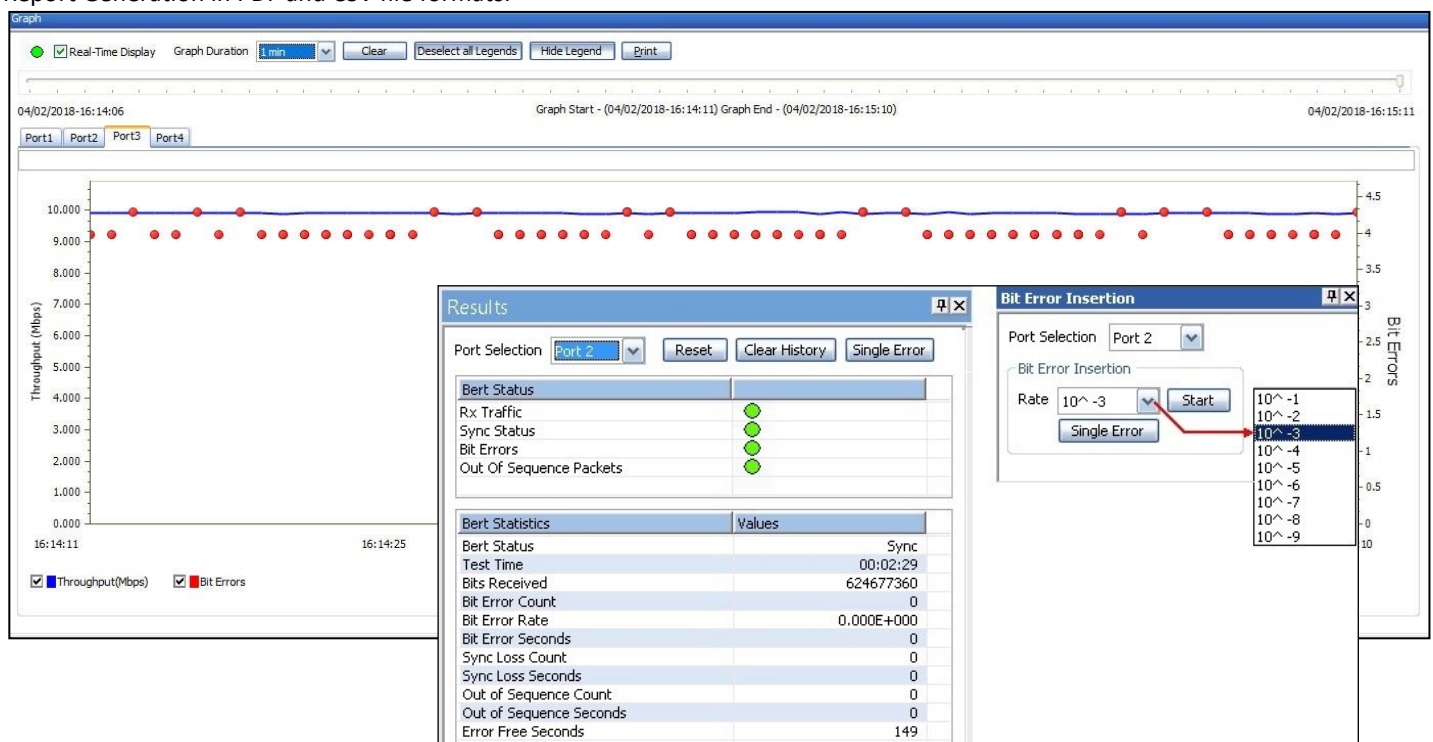 Report Generation in PDF and CSV file formats.
Graph
Real-Time Display Graph Duration 1 min Clear Deselect all Legends Hide Legend Print
04/02/2018-16:14:06 Graph Start - (04/02/2018-16:14:11) Graph End - (04/02/2018-16:15:10) 04/02/2018-16:15:11
Port1 Port2 Port3 Port4
10.000
9.000
8.000
7.000
6.000
5.000
4.000
3.000
2.000
1.000
0.000
Throughput (Mbps)
16:14:11 16:14:25
Throughput(Mbps) Bit Errors
4.5
4
3.5
3
2.5
2
1.5
1
0.5
0
10
Bit Errors
Results
Port Selection Port 2 Reset Clear History Single Error
Bert Status
Rx Traffic
Sync Status
Bit Errors
Out Of Sequence Packets
Bert Statistics Values
Bert Status Sync
Test Time 00:02:29
Bits Received 624677360
Bit Error Count 0
Bit Error Rate 0.000E+000
Bit Error Seconds 0
Sync Loss Count 0
Sync Loss Seconds 0
Out of Sequence Count 0
Out of Sequence Seconds 0
Error Free Seconds 149
Bit Error Insertion
Port Selection Port 2
Bit Error Insertion
Rate 10^ -3 Start
Single Error
10^ -1
10^ -2
10^ -3
10^ -4
10^ -5
10^ -6
10^ -7
10^ -8
10^ -9